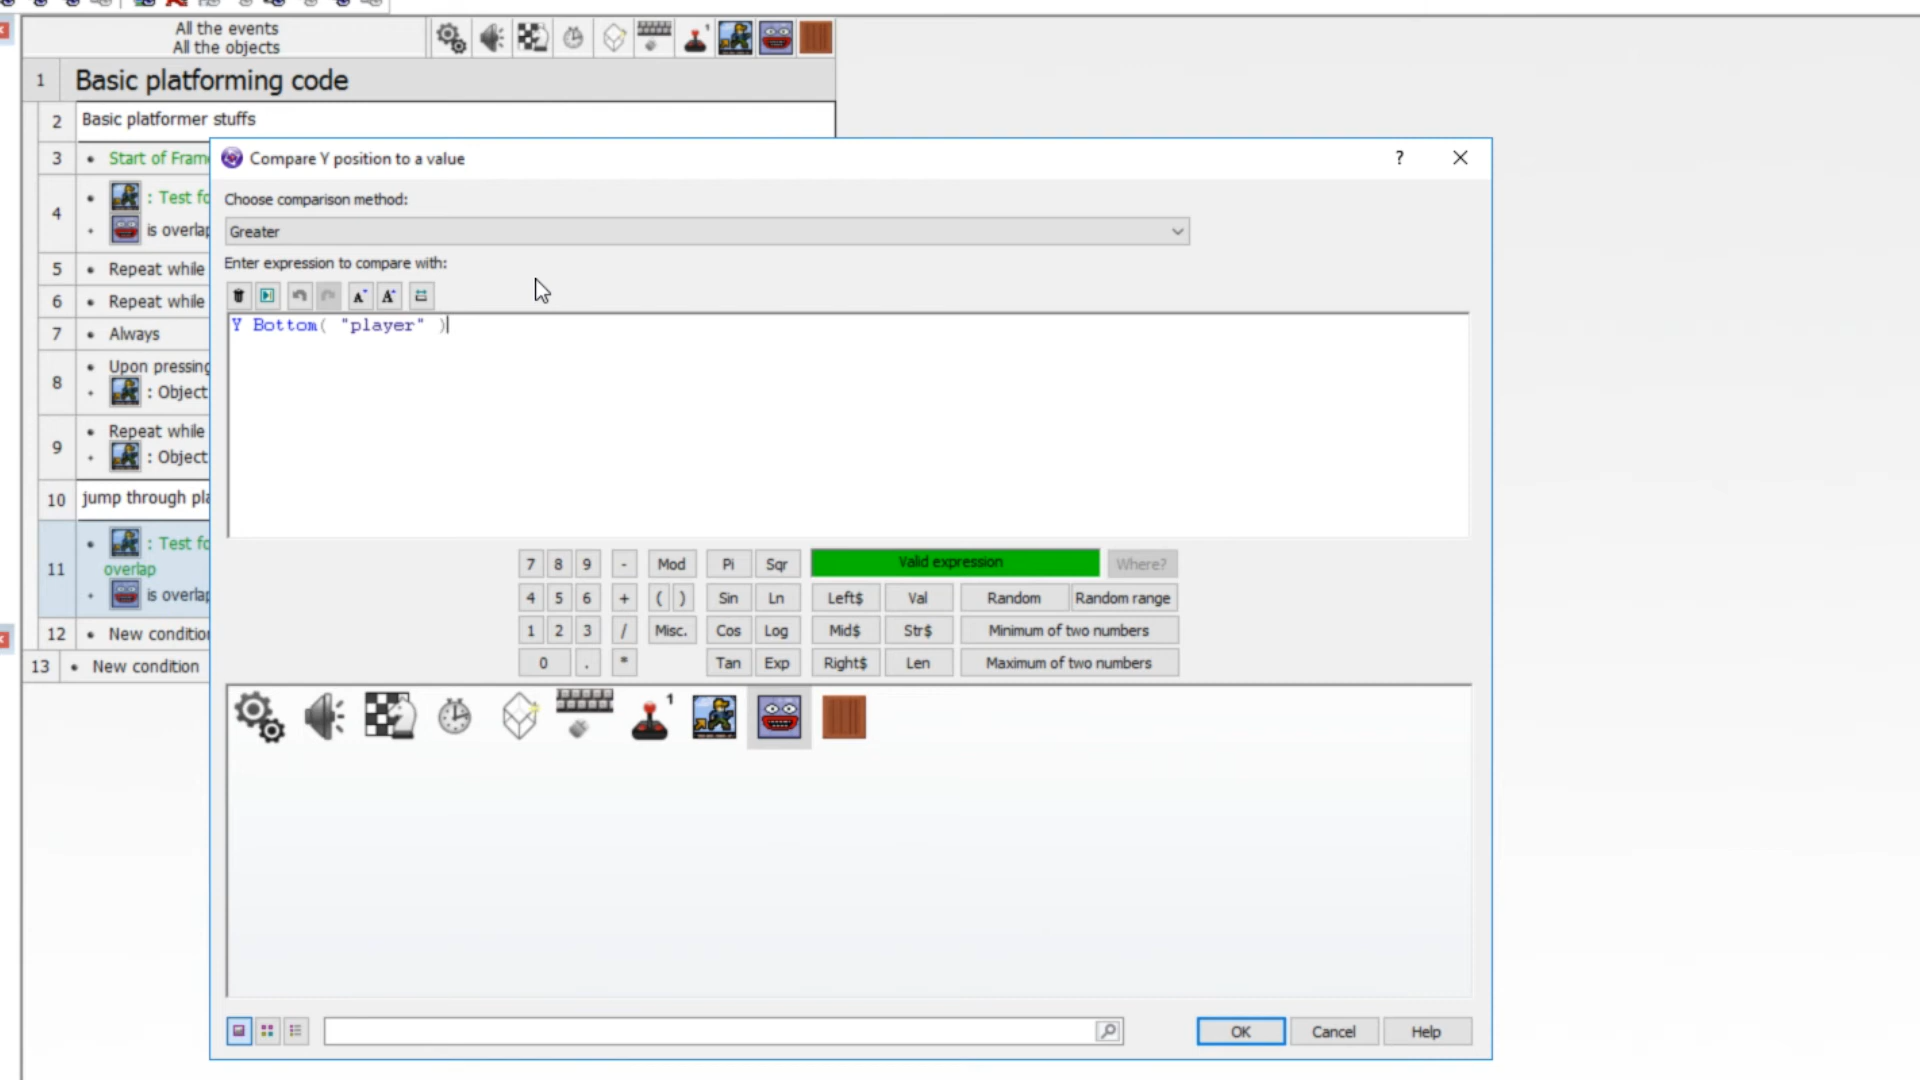 All the events
All the objects
1
1 Basic platforming code
2 Basic platformer stuffs
3 Start of Fram
4 : Test fo
is overlap
5 Repeat while
6 Repeat while
7 Always
8 Upon pressing
: Object
9 Repeat while
: Object
10 jump through pla
11 : Test fo
overlap
is overlap
12 New condition
13 New condition
Compare Y position to a value
?
Choose comparison method:
Greater
Enter expression to compare with:
A A
Y Bottom( "player" )
7 8 9 - Mod Pi Sqr Valid expression Where?
4 5 6 + ( ) Sin Ln Left$ Val Random Random range
1 2 3 / Misc. Cos Log Mid$ Str$ Minimum of two numbers
0 . * Tan Exp Right$ Len Maximum of two numbers
1
OK Cancel Help